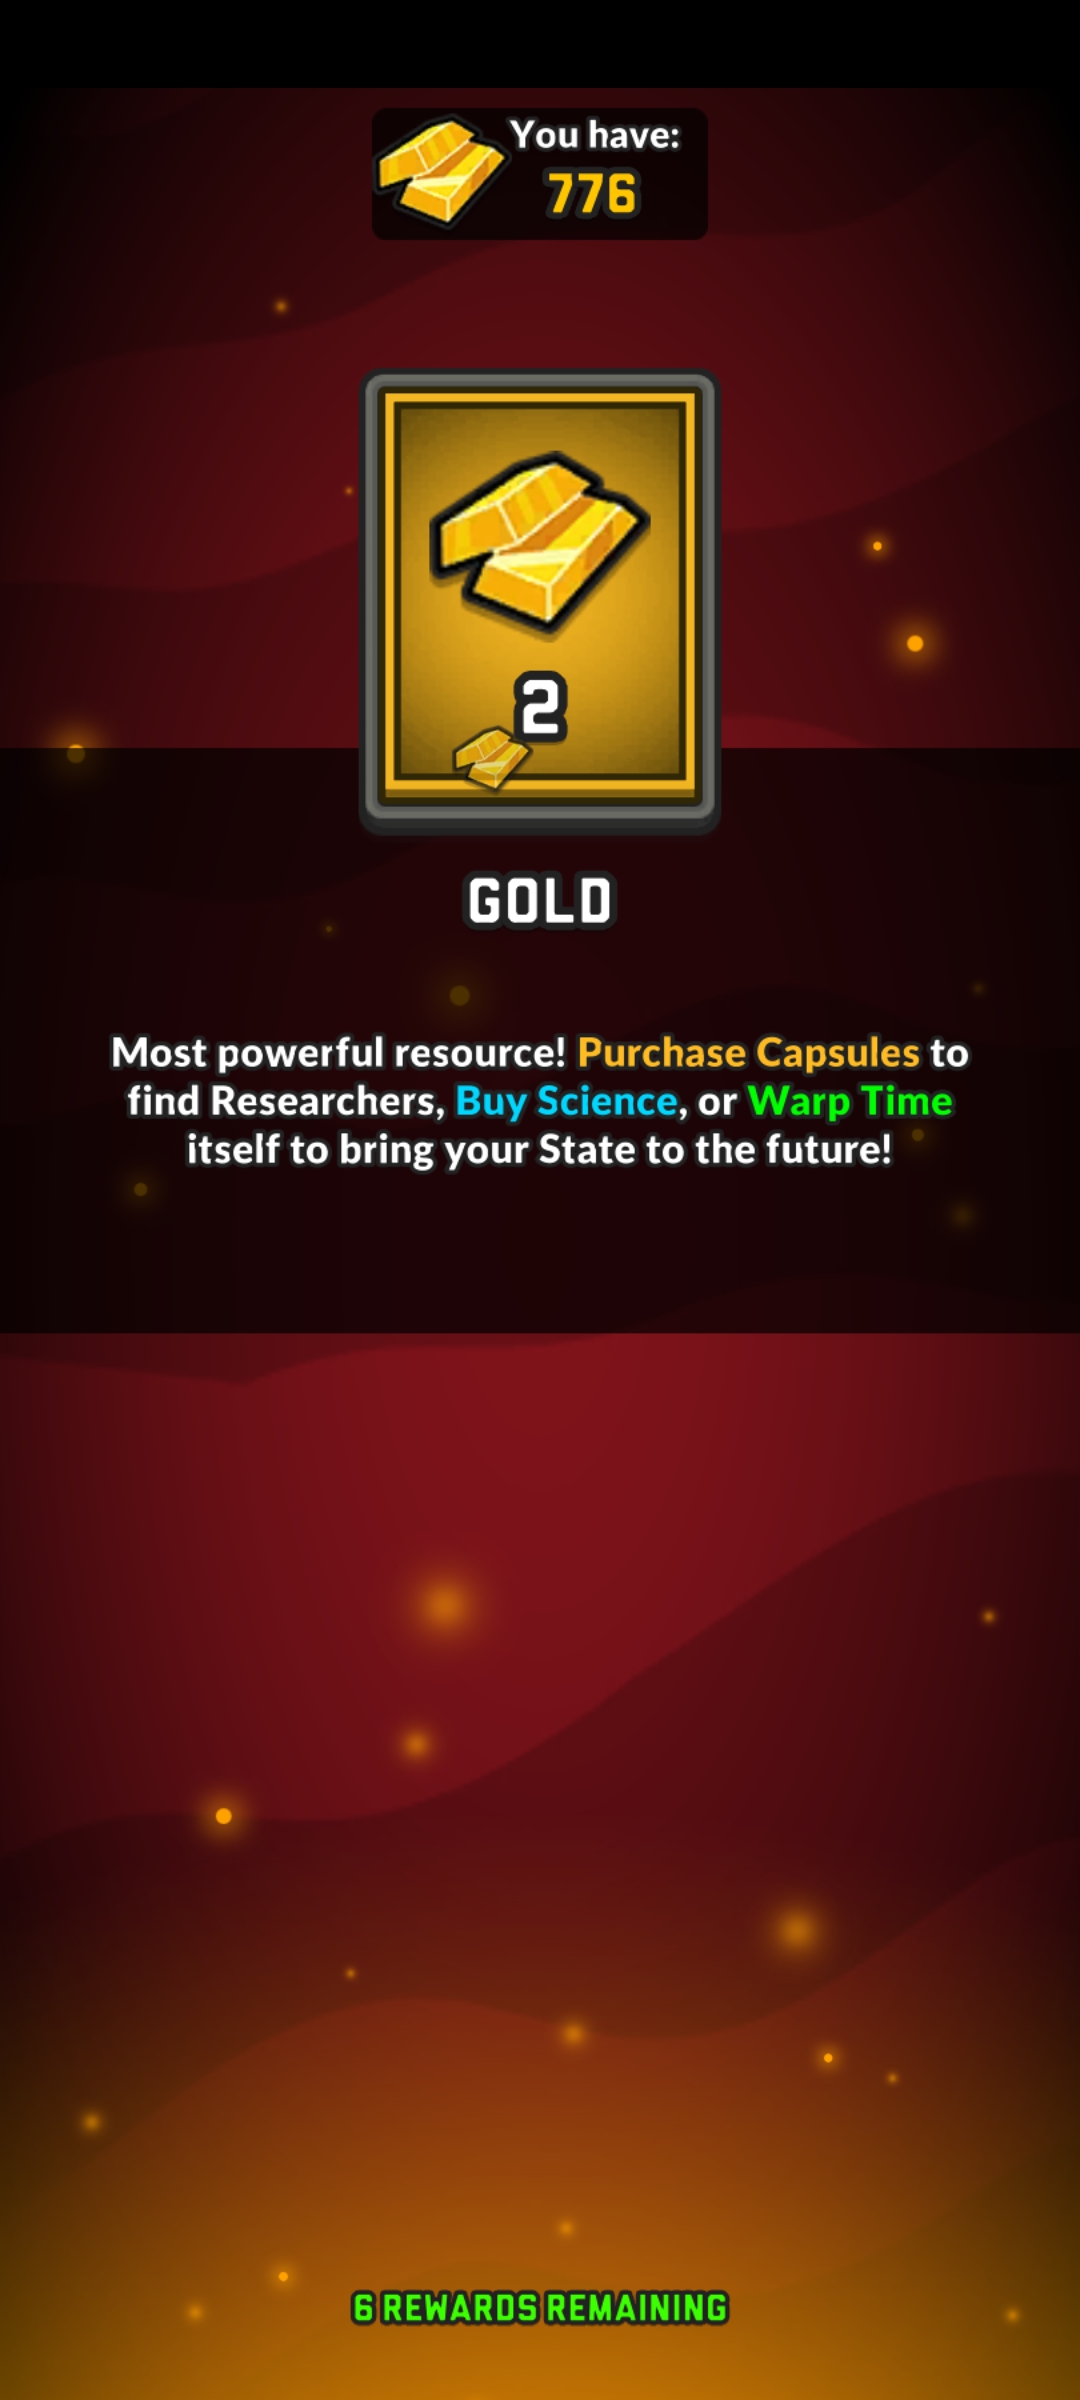 You have:
776
2
GOLD
Most powerful resource! Purchase Capsules to
find Researchers, Buy Science, or Warp Time
itself to bring your State to the future!
6 REWARDS REMAINING